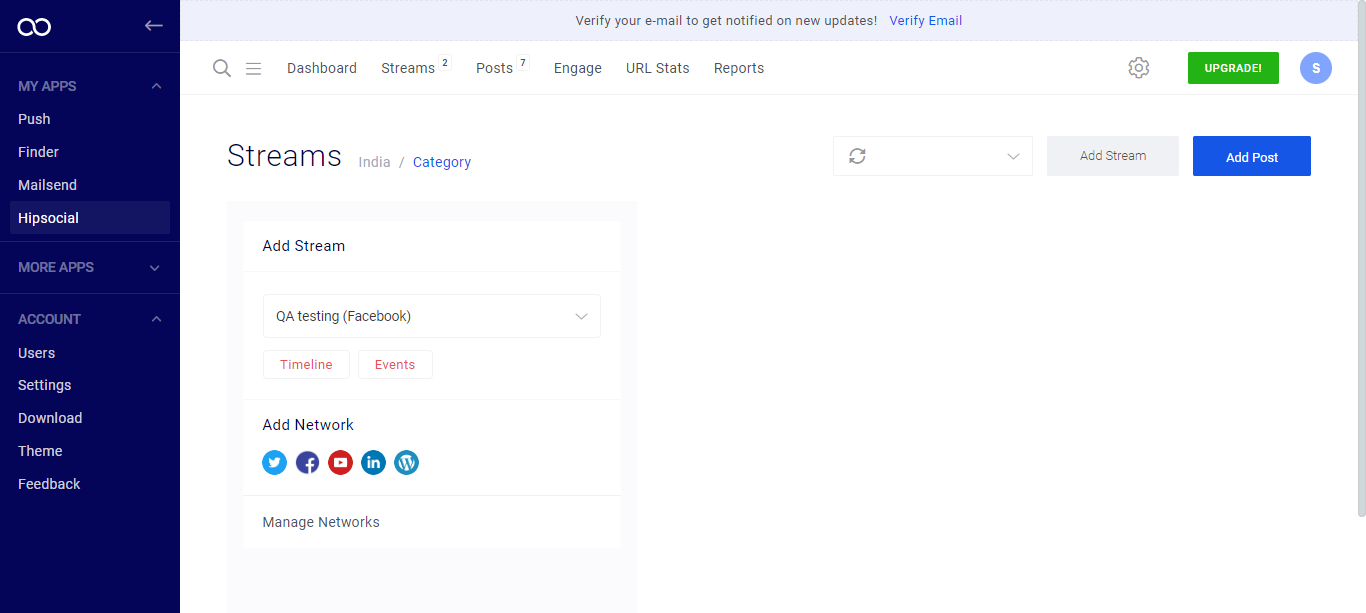 Verify your e-mail to get notified on new updates! Verify Email
MY APPS
Push
Finder
Mailsend
Hipsocial
MORE APPS
ACCOUNT
Users
Settings
Download
Theme
Feedback
Dashboard Streams 2 Posts 7 Engage URL Stats Reports
UPGRADE! S
Streams India / Category
Add Stream Add Post
Add Stream
QA testing (Facebook)
Timeline Events
Add Network
Manage Networks